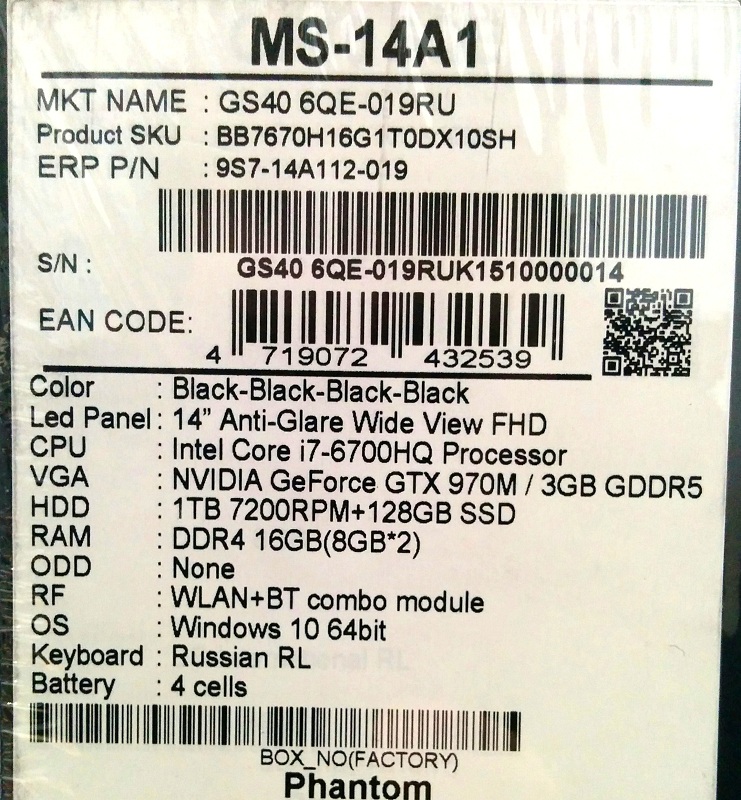 MS-14A1
MKT NAME : GS40 6QE-019RU
Product SKU : BB7670H16G1T0DX10SH
ERP P/N : 9S7-14A112-019
S/N : GS40 6QE-019RUK1510000014
EAN CODE: 4 719072 432539
Color : Black-Black-Black-Black
Led Panel : 14” Anti-Glare Wide View FHD
CPU : Intel Core i7-6700HQ Processor
VGA : NVIDIA GeForce GTX 970M / 3GB GDDR5
HDD : 1TB 7200RPM+128GB SSD
RAM : DDR4 16GB(8GB*2)
ODD : None
RF : WLAN+BT combo module
OS : Windows 10 64bit
Keyboard : Russian RL
Battery : 4 cells
BOX_NO(FACTORY)
Phantom